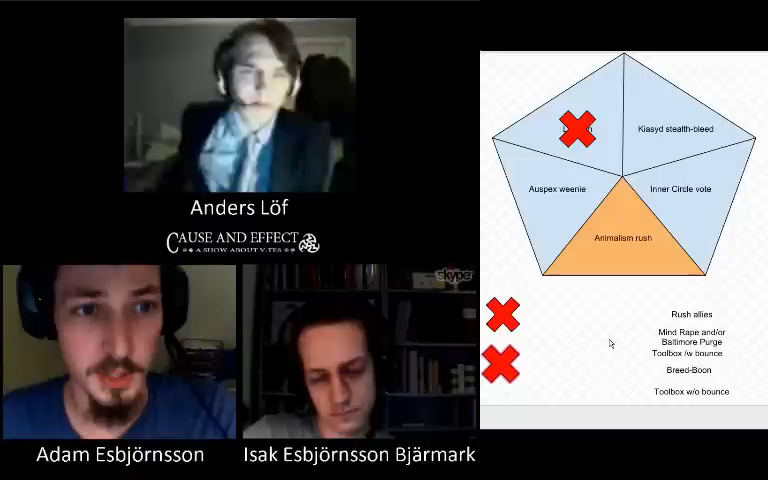 Anders Löf
CAUSE AND EFFECT
A SHOW ABOUT V:TES
skype
Adam Esbjörnsson
Isak Esbjörnsson Bjärmark
Kiasyd stealth-bleed
Auspex weenie
Inner Circle vote
Animalism rush
Rush allies
Mind Rape and/or
Baltimore Purge
Toolbox /w bounce
Breed-Boon
Toolbox w/o bounce